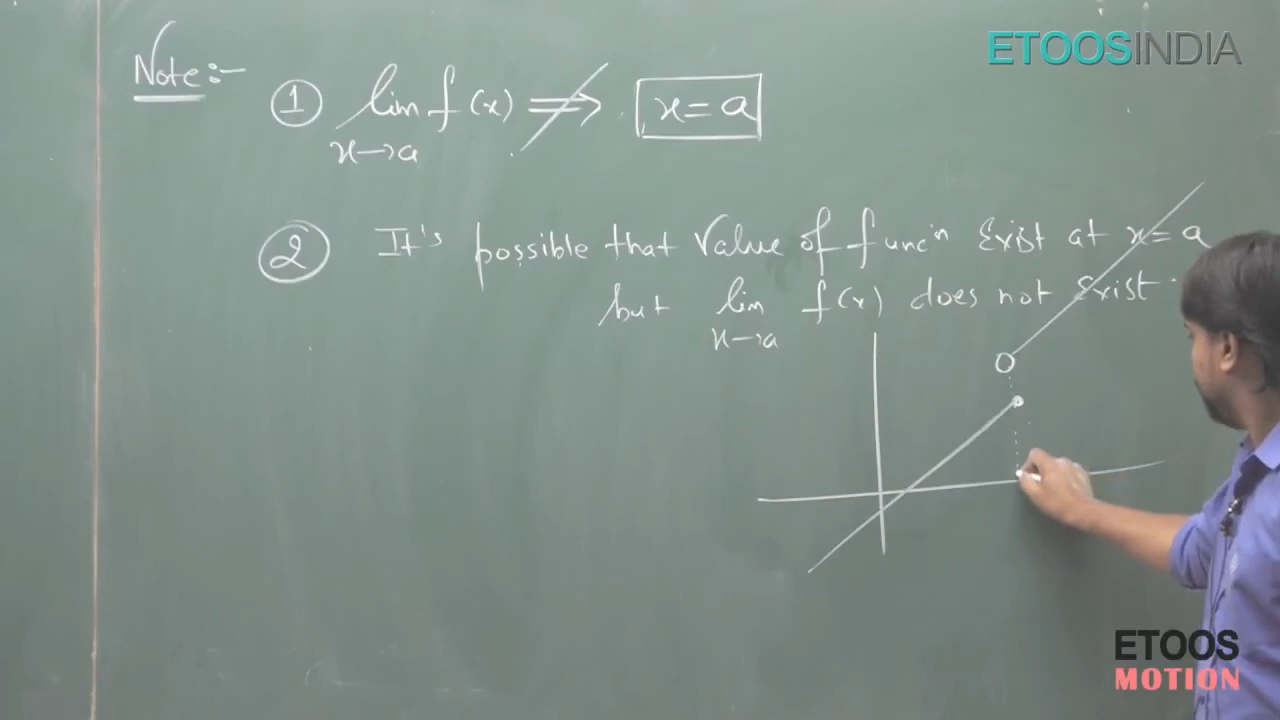 ETOOSINDIA
Note:-
① lim f(x) ⇏ x = a
x→a
② It's possible that Value of funcⁿ Exist at x = a
but lim f(x) does not Exist.
x→a
ETOOS
MOTION